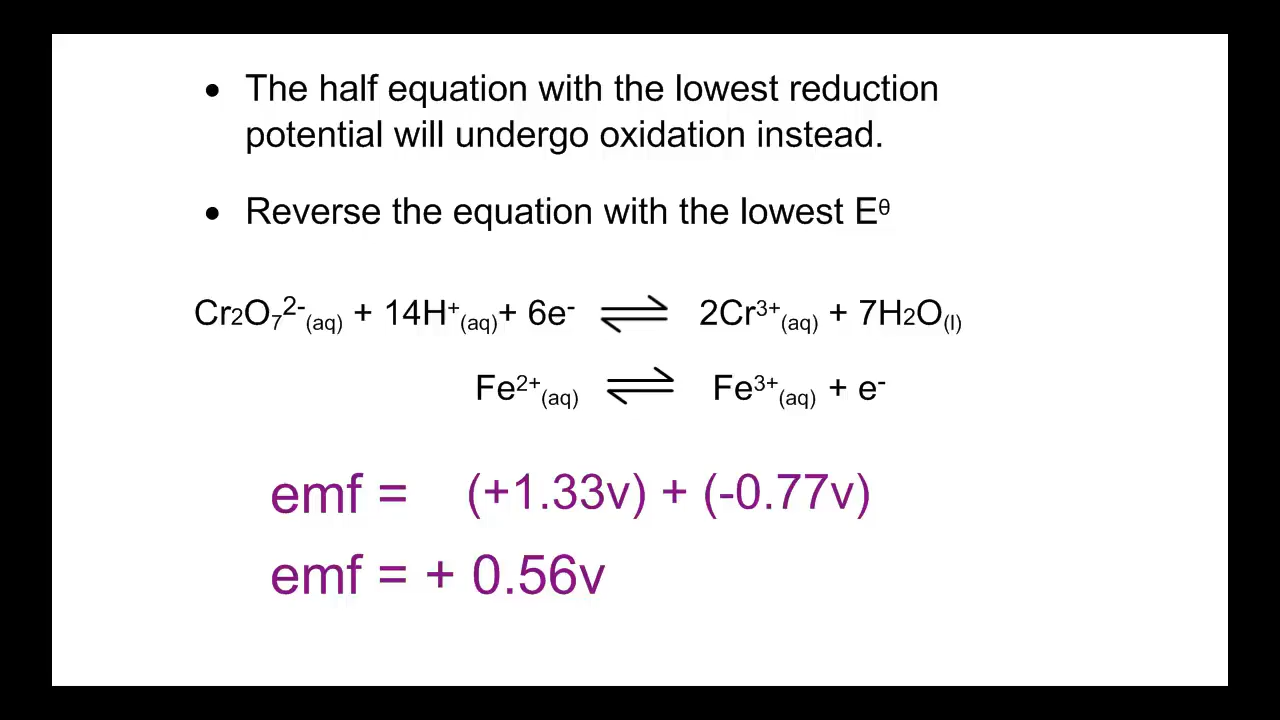 • The half equation with the lowest reduction
potential will undergo oxidation instead.
• Reverse the equation with the lowest Eᶿ
Cr₂O₇²⁻₍aq₎ + 14H⁺₍aq₎+ 6e⁻ ⇌ 2Cr³⁺₍aq₎ + 7H₂O₍l₎
Fe²⁺₍aq₎ ⇌ Fe³⁺₍aq₎ + e⁻
emf = (+1.33v) + (-0.77v)
emf = + 0.56v